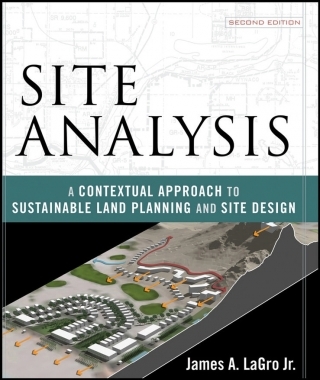 SECOND EDITION
SITE
ANALYSIS
A CONTEXTUAL APPROACH TO
SUSTAINABLE LAND PLANNING AND SITE DESIGN
James A. LaGro Jr.